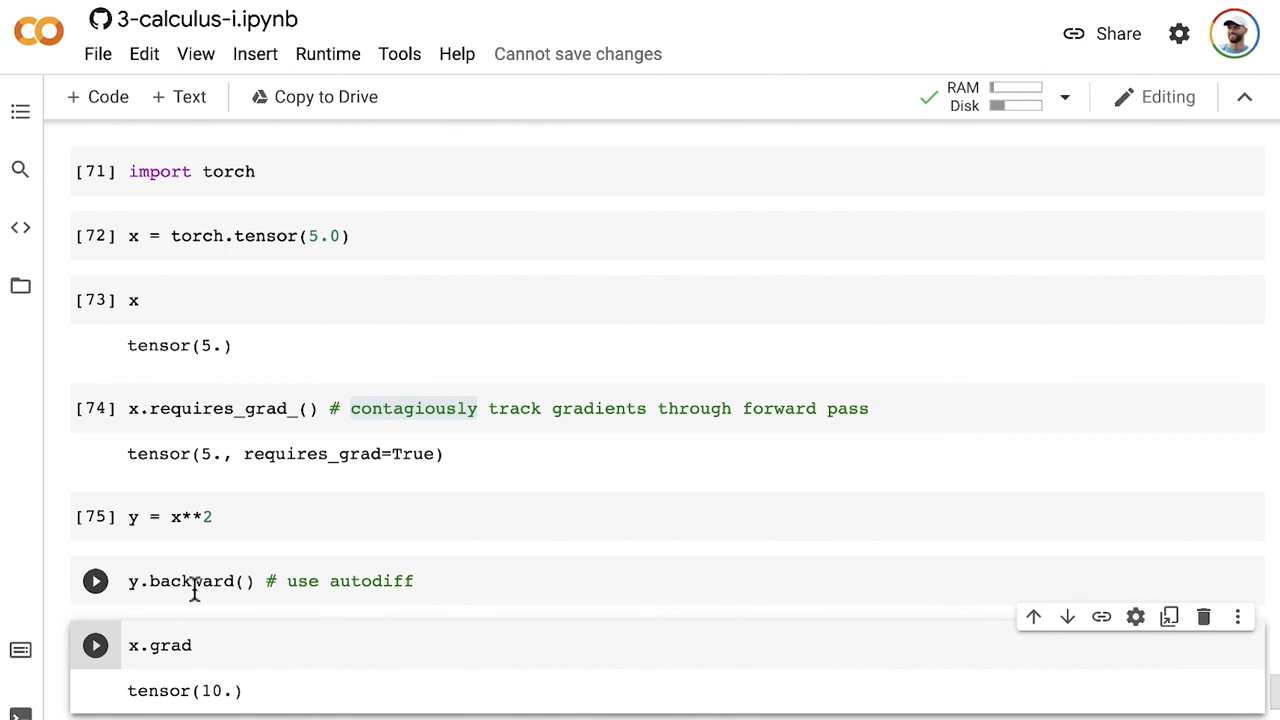 3-calculus-i.ipynb
File Edit View Insert Runtime Tools Help Cannot save changes
Share
+ Code + Text Copy to Drive
RAM
Disk
Editing
[71] import torch
[72] x = torch.tensor(5.0)
[73] x
tensor(5.)
[74] x.requires_grad_() # contagiously track gradients through forward pass
tensor(5., requires_grad=True)
[75] y = x**2
y.backward() # use autodiff
x.grad
tensor(10.)